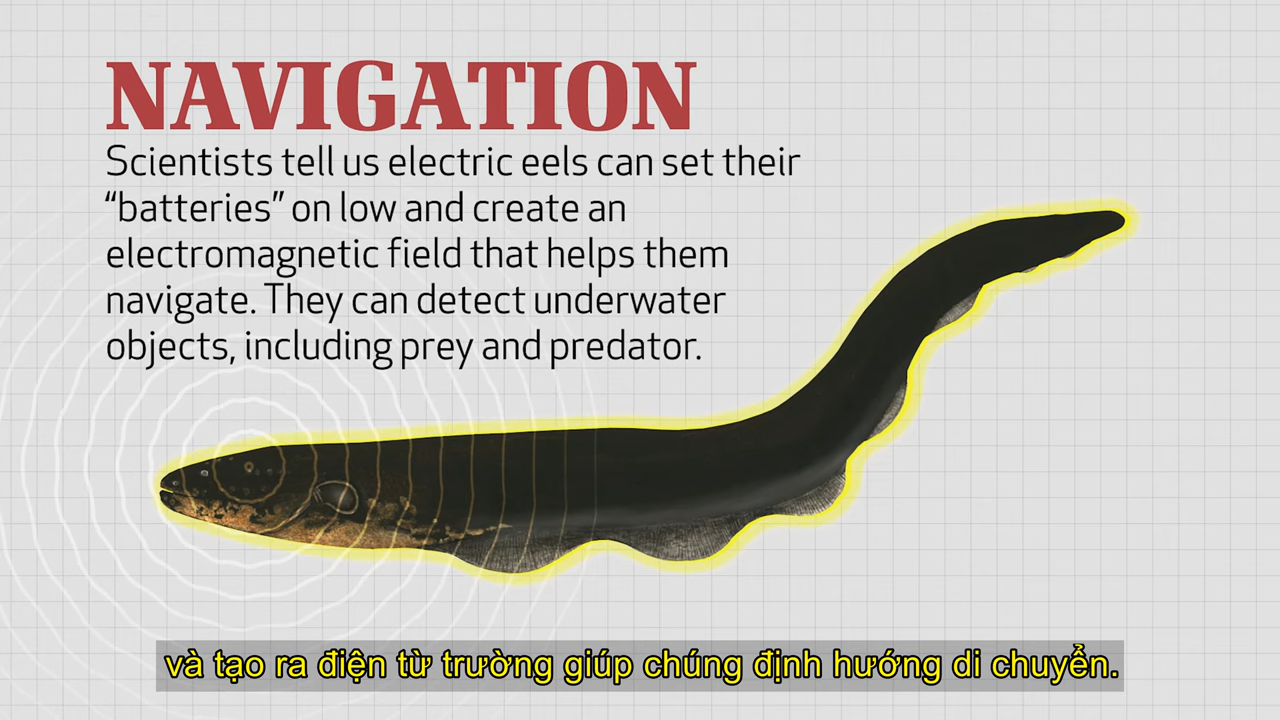 NAVIGATION
Scientists tell us electric eels can set their
“batteries” on low and create an
electromagnetic field that helps them
navigate. They can detect underwater
objects, including prey and predator.
và tạo ra điện từ trường giúp chúng định hướng di chuyển.